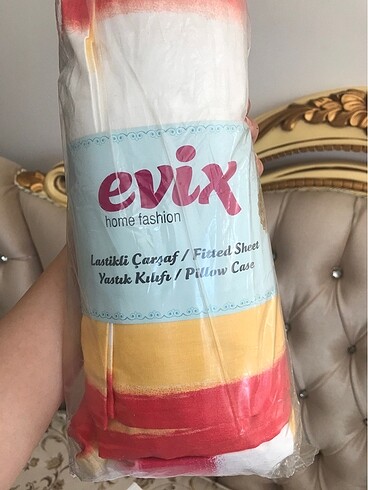 evix
home fashion
Lastikli Çarşaf / Fitted Sheet
Yastık Kılıfı / Pillow Case